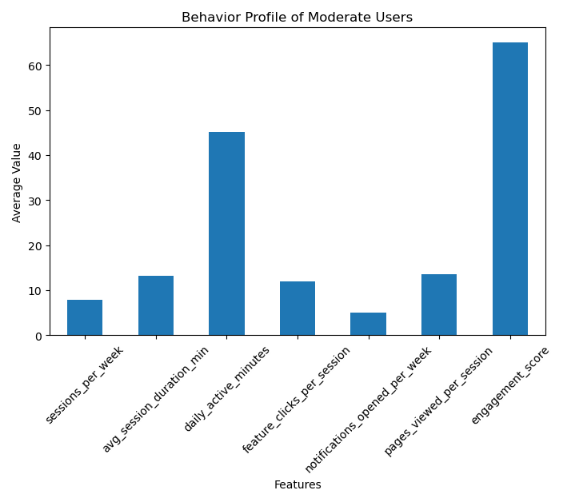 Behavior Profile of Moderate Users
Average Value
60
50
40
30
20
10
0
sessions_per_week
avg_session_duration_min
daily_active_minutes
feature_clicks_per_session
notifications_opened_per_week
pages_viewed_per_session
engagement_score
Features